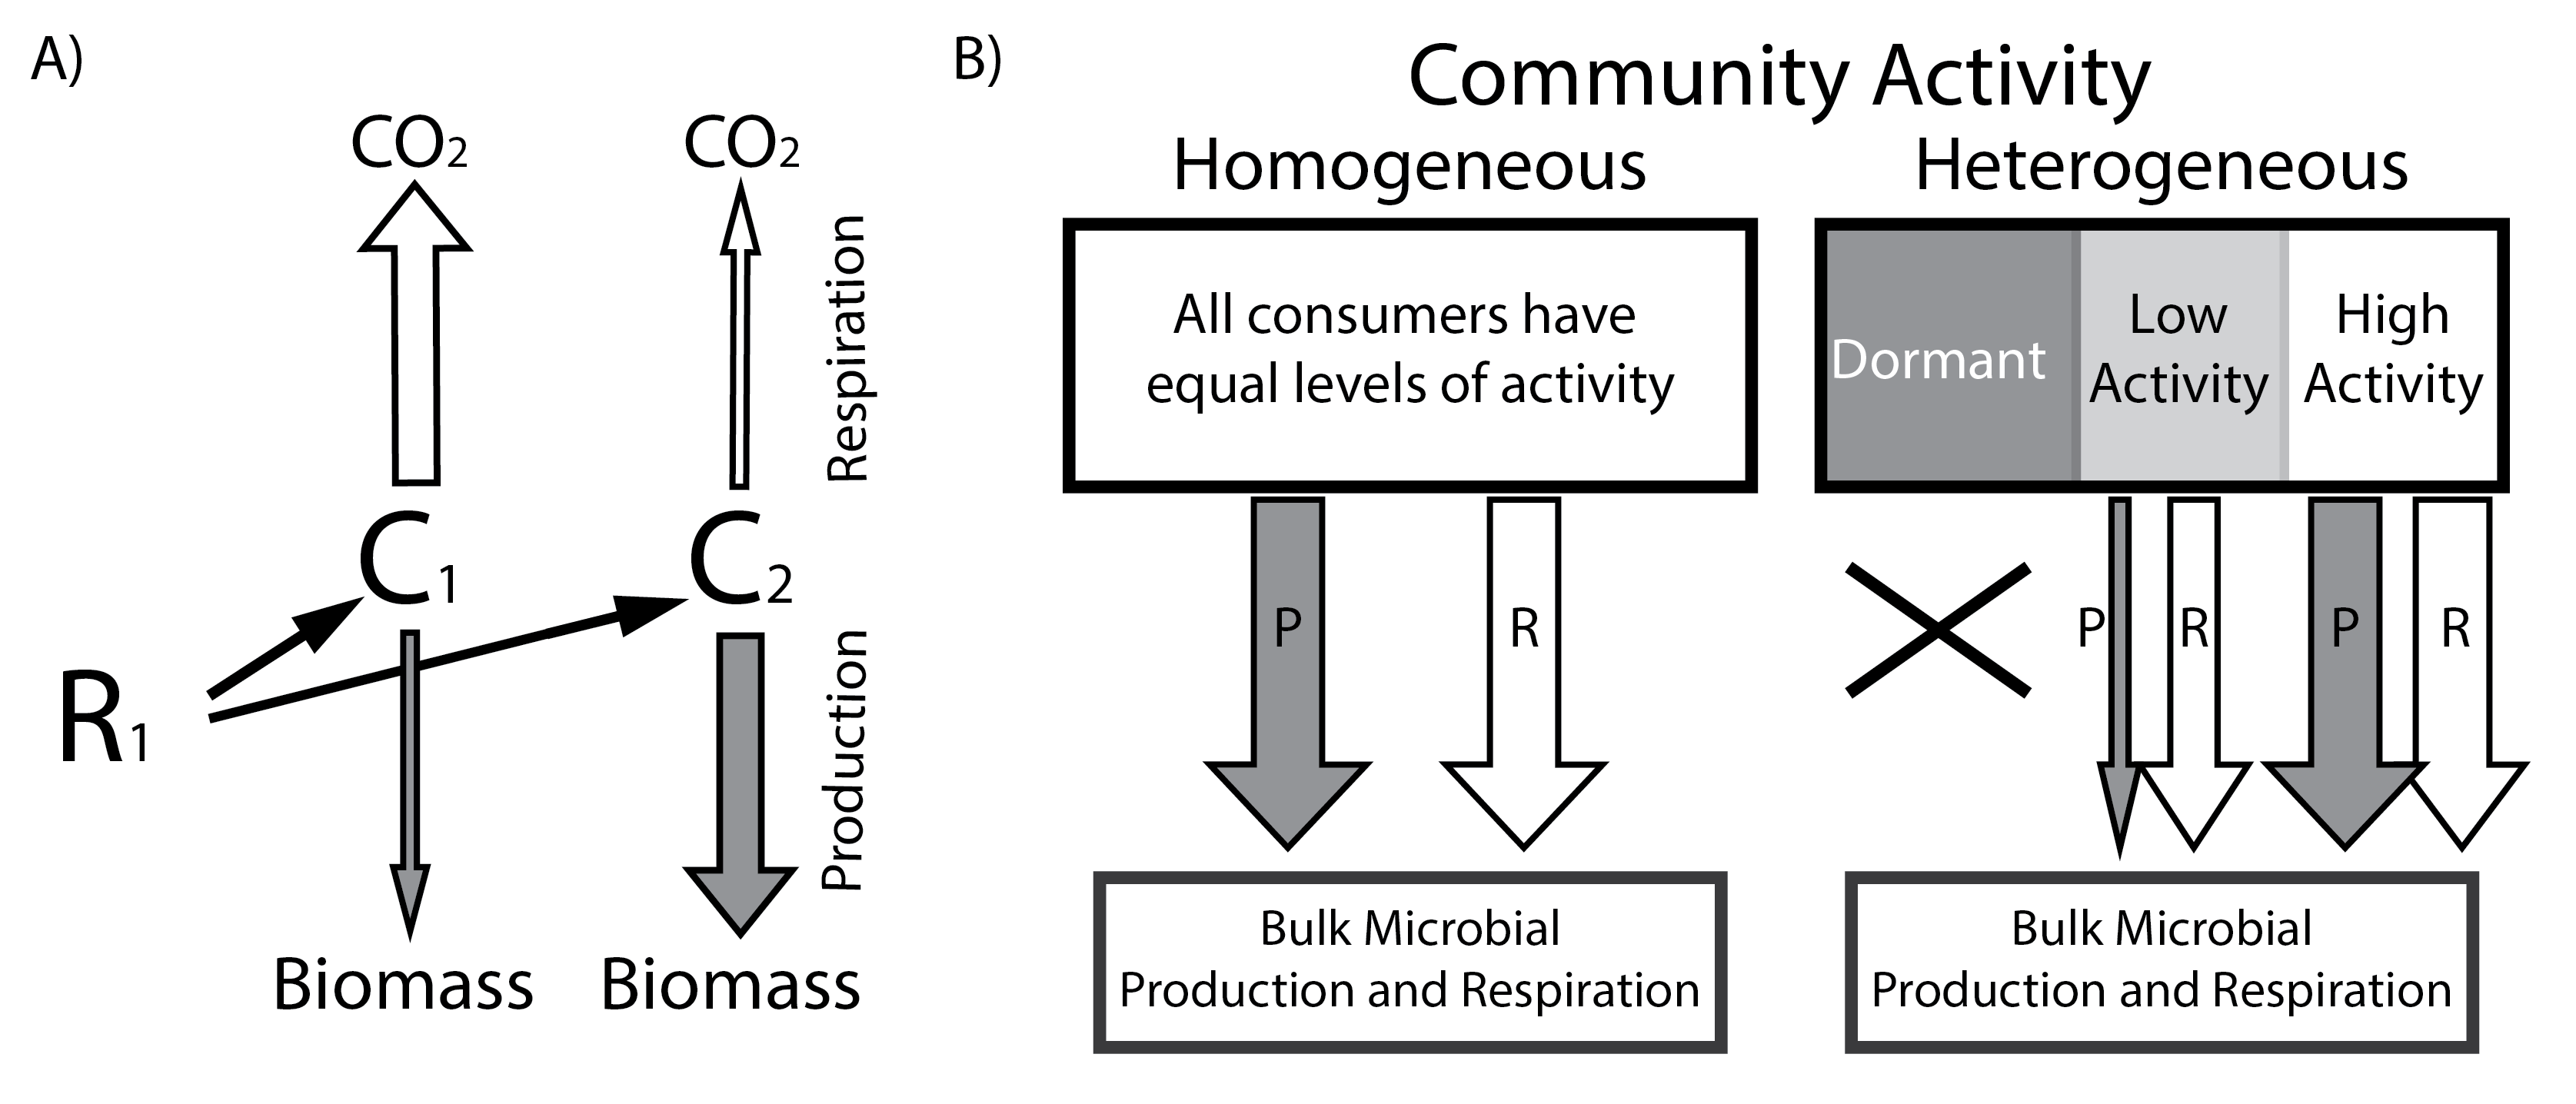 A)
CO2
CO2
Respiration
C1
C2
R1
Production
Biomass
Biomass
B)
Community Activity
Homogeneous
Heterogeneous
All consumers have
equal levels of activity
Dormant
Low
Activity
High
Activity
P
R
P
R
P
R
Bulk Microbial
Production and Respiration
Bulk Microbial
Production and Respiration